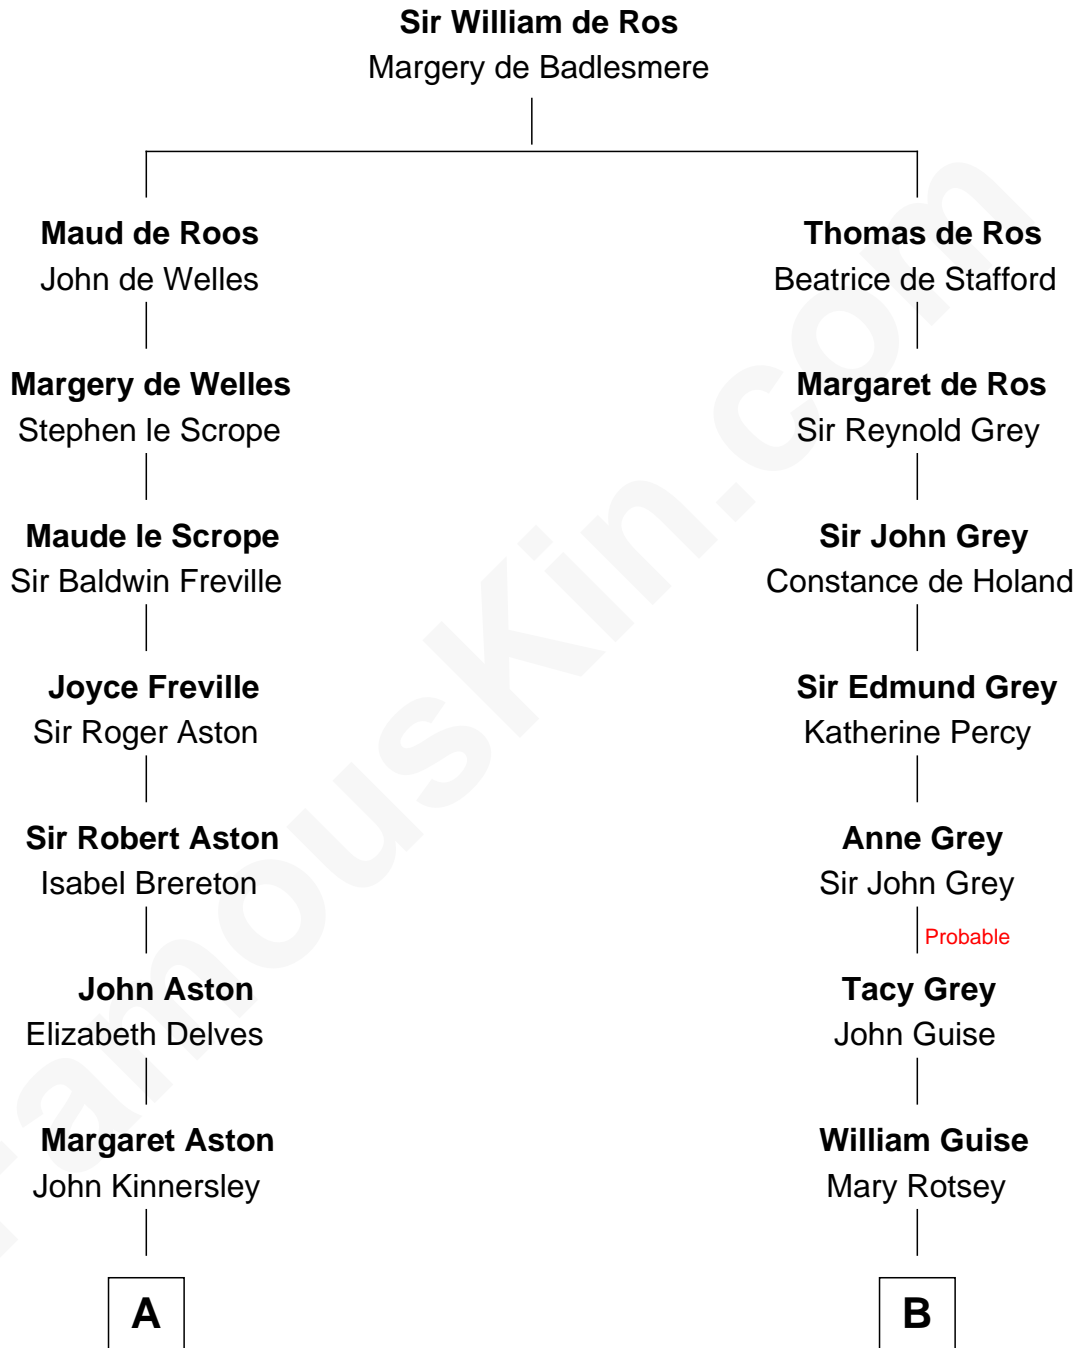 Sir William de Ros
Margery de Badlesmere
Maud de Roos
John de Welles
Thomas de Ros
Beatrice de Stafford
Margery de Welles
Stephen le Scrope
Margaret de Ros
Sir Reynold Grey
Maude le Scrope
Sir Baldwin Freville
Sir John Grey
Constance de Holand
Joyce Freville
Sir Roger Aston
Sir Edmund Grey
Katherine Percy
Sir Robert Aston
Isabel Brereton
Anne Grey
Sir John Grey
Probable
John Aston
Elizabeth Delves
Tacy Grey
John Guise
Margaret Aston
John Kinnersley
William Guise
Mary Rotsey
A
B
FamousKin.com